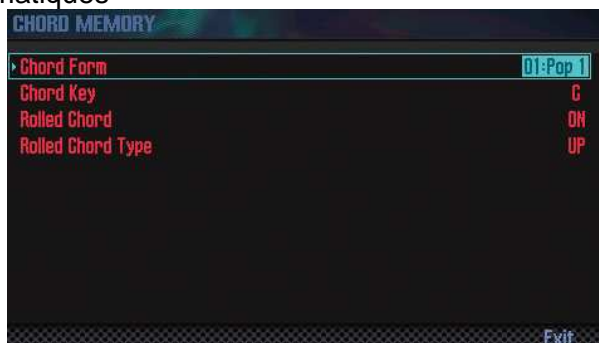 CHORD MEMORY
Chord Form 01:Pop 1
Chord Key C
Rolled Chord ON
Rolled Chord Type UP
Exit